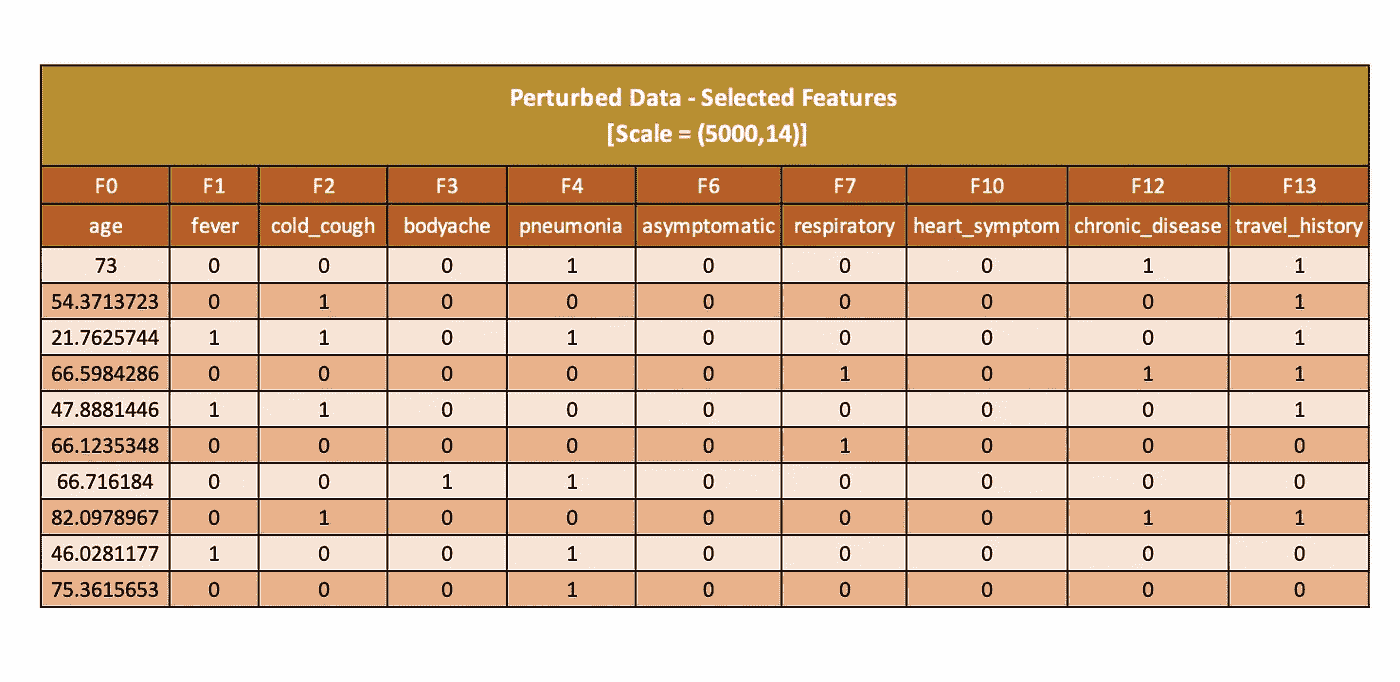 Perturbed Data - Selected Features
[Scale = (5000,14)]
F0 F1 F2 F3 F4 F6 F7 F10 F12 F13
age fever cold_cough bodyache pneumonia asymptomatic respiratory heart_symptom chronic_disease travel_history
73 0 0 0 1 0 0 0 1 1
54.3713723 0 1 0 0 0 0 0 0 1
21.7625744 1 1 0 1 0 0 0 0 1
66.5984286 0 0 0 0 0 1 0 1 1
47.8881446 1 1 0 0 0 0 0 0 1
66.1235348 0 0 0 0 0 1 0 0 0
66.716184 0 0 1 1 0 0 0 0 0
82.0978967 0 1 0 0 0 0 0 1 1
46.0281177 1 0 0 1 0 0 0 0 0
75.3615653 0 0 0 1 0 0 0 0 0